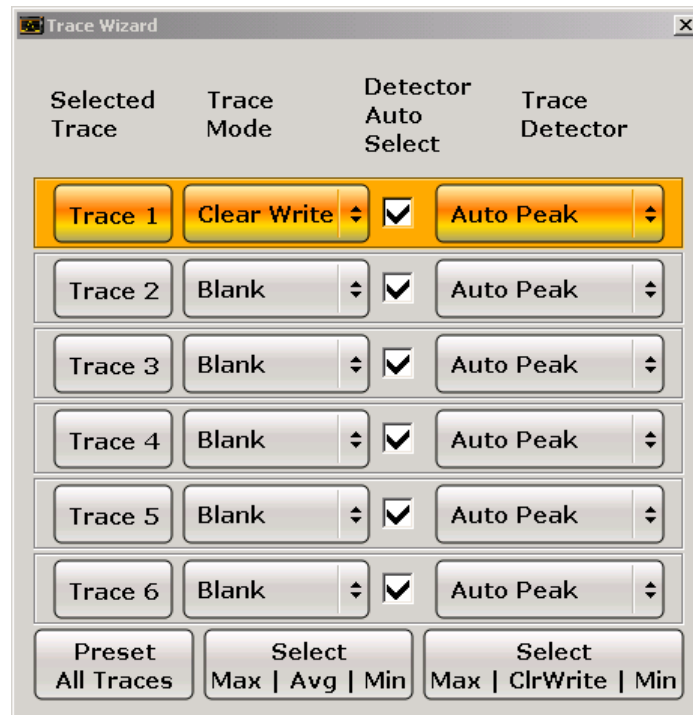 Trace Wizard
Selected Trace
Trace Mode
Detector Auto Select
Trace Detector
Trace 1 Clear Write Auto Peak
Trace 2 Blank Auto Peak
Trace 3 Blank Auto Peak
Trace 4 Blank Auto Peak
Trace 5 Blank Auto Peak
Trace 6 Blank Auto Peak
Preset All Traces
Select Max | Avg | Min
Select Max | ClrWrite | Min